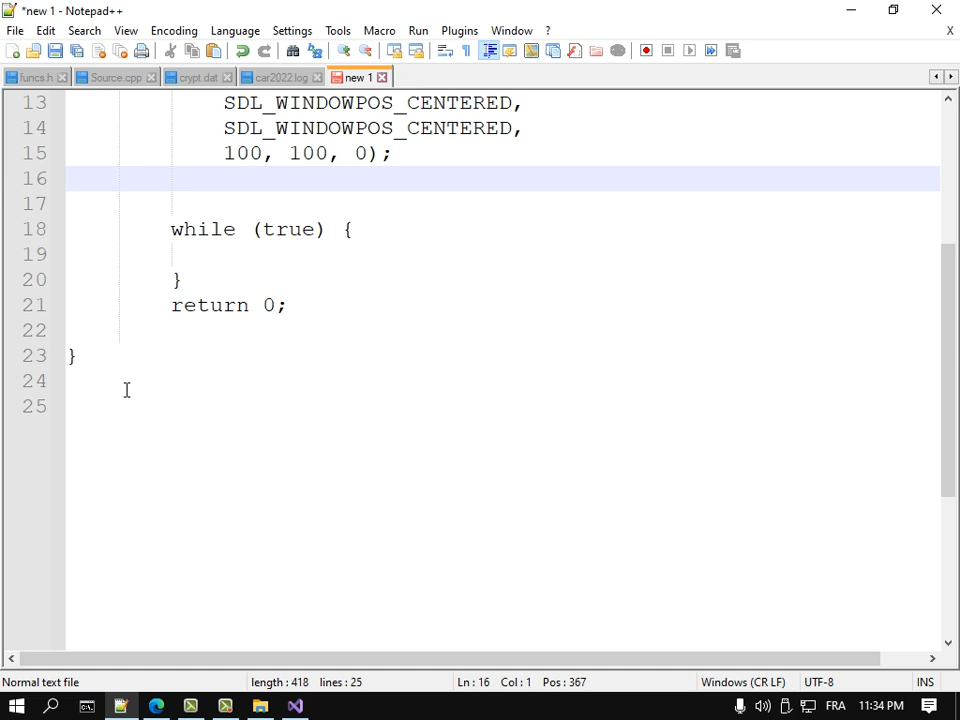 *new 1 - Notepad++
File Edit Search View Encoding Language Settings Tools Macro Run Plugins Window ? X
funcs.h Source.cpp crypt.dat car2022.log new 1
13 SDL_WINDOWPOS_CENTERED,
14 SDL_WINDOWPOS_CENTERED,
15 100, 100, 0);
16
17
18 while (true) {
19
20 }
21 return 0;
22
23 }
24
25
Normal text file length : 418 lines : 25 Ln : 16 Col : 1 Pos : 367 Windows (CR LF) UTF-8 INS
FRA 11:34 PM